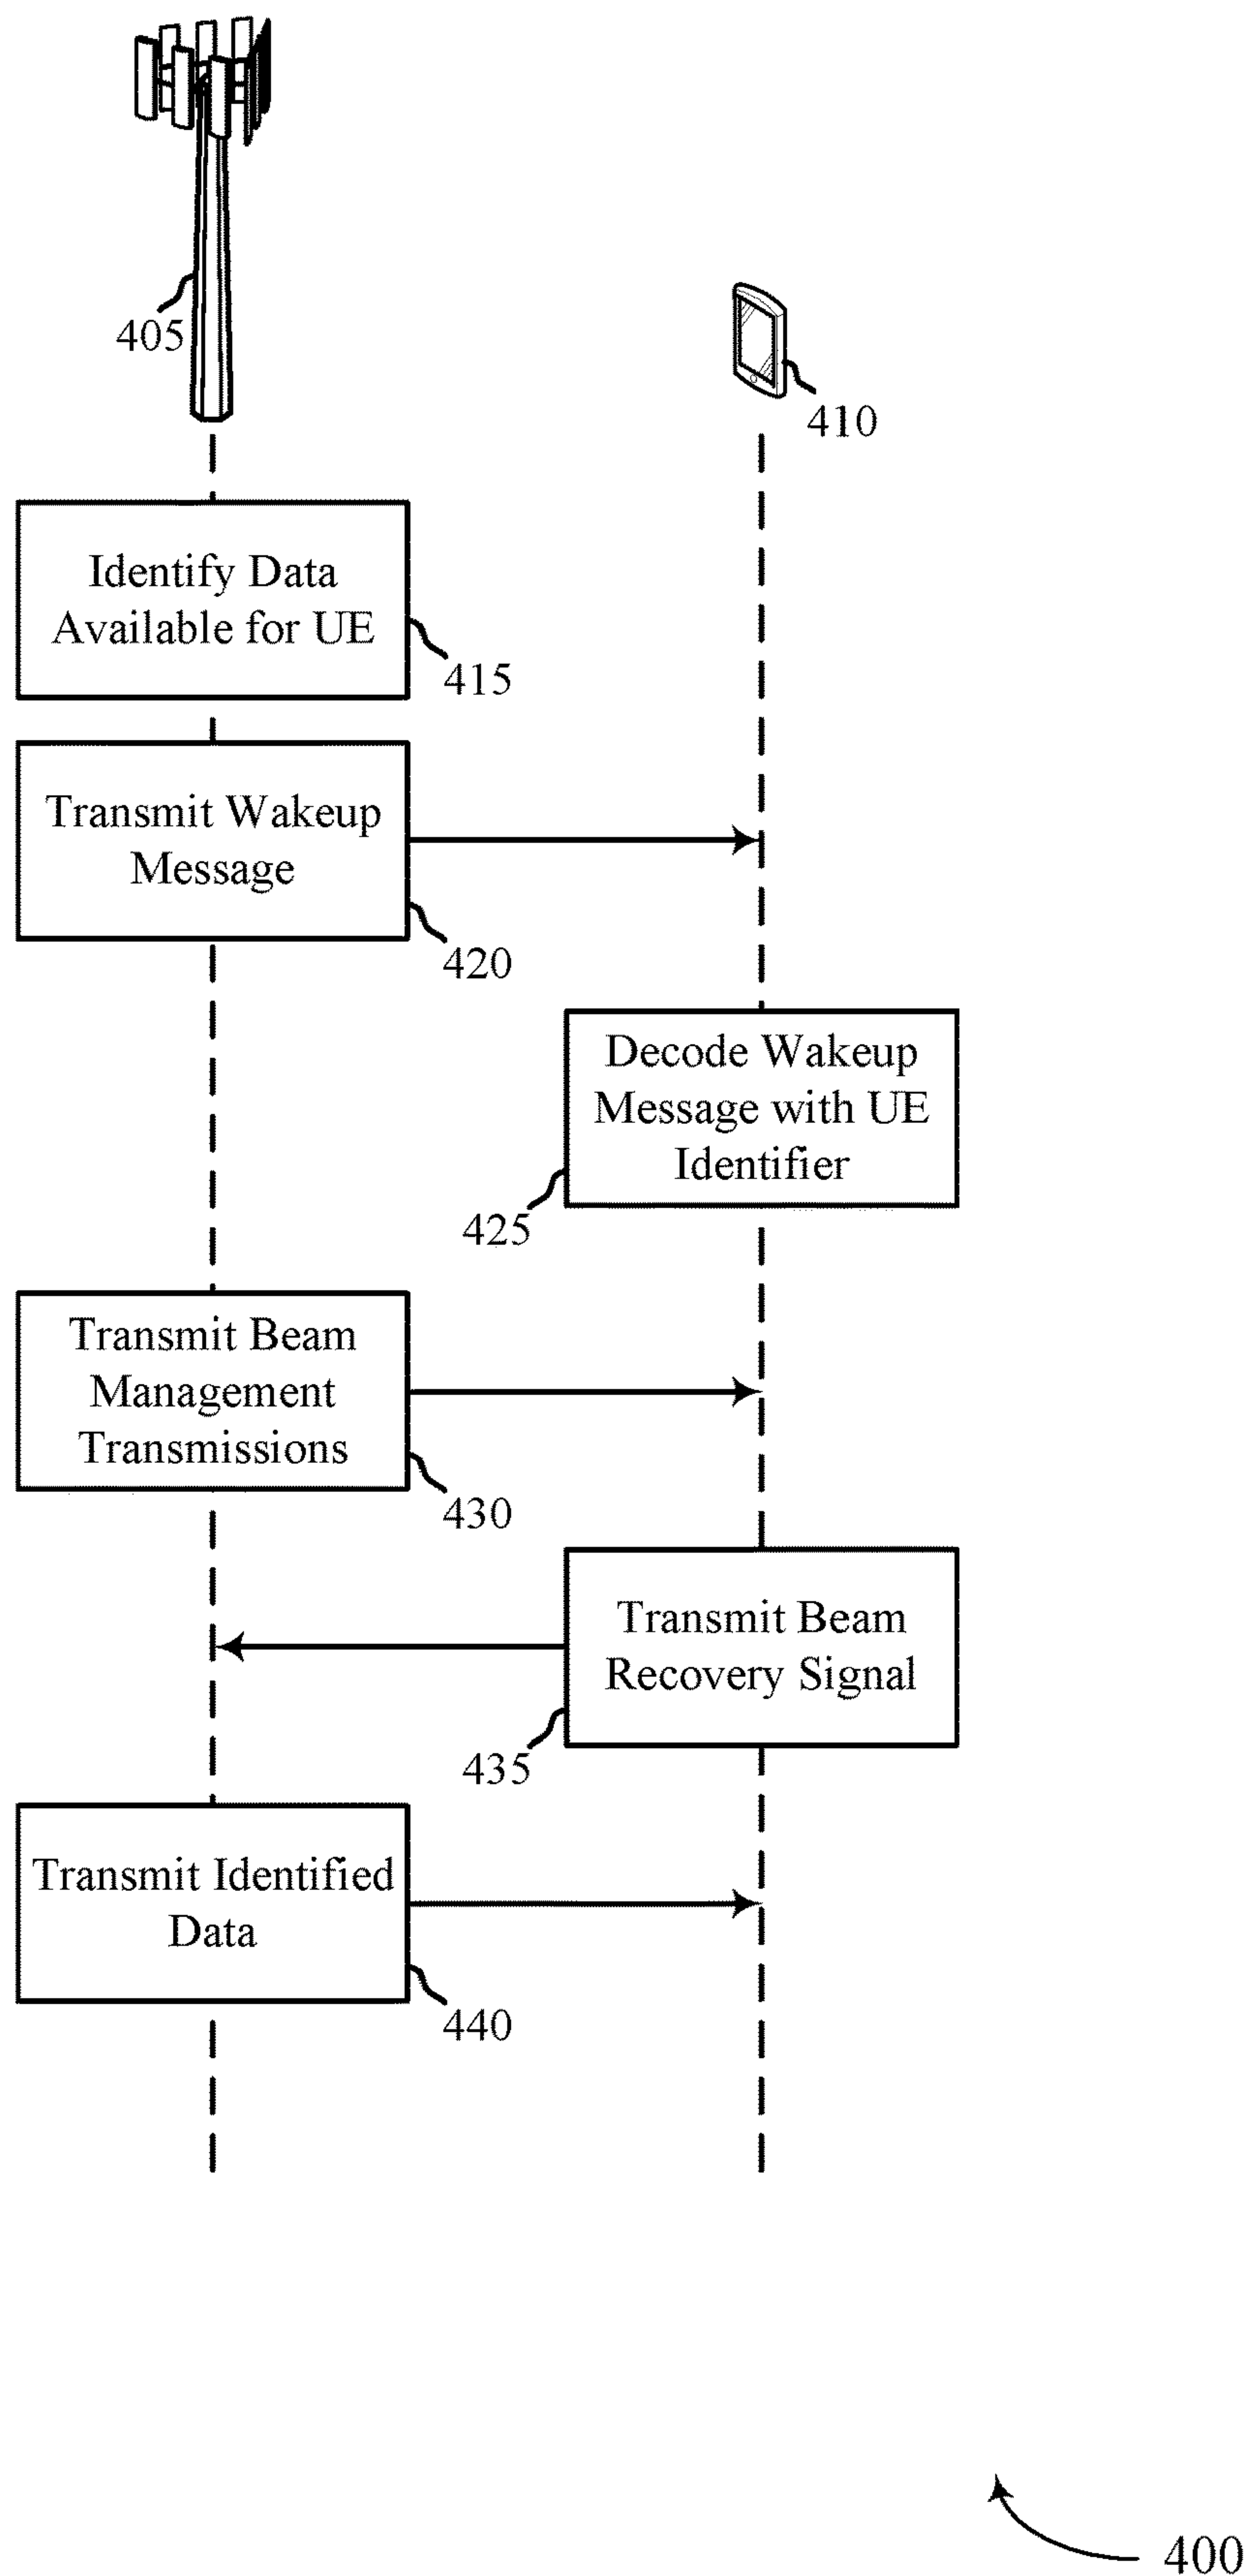 405
410
Identify Data
Available for UE
415
Transmit Wakeup
Message
420
Decode Wakeup
Message with UE
Identifier
425
Transmit Beam
Management
Transmissions
430
Transmit Beam
Recovery Signal
435
Transmit Identified
Data
440
400